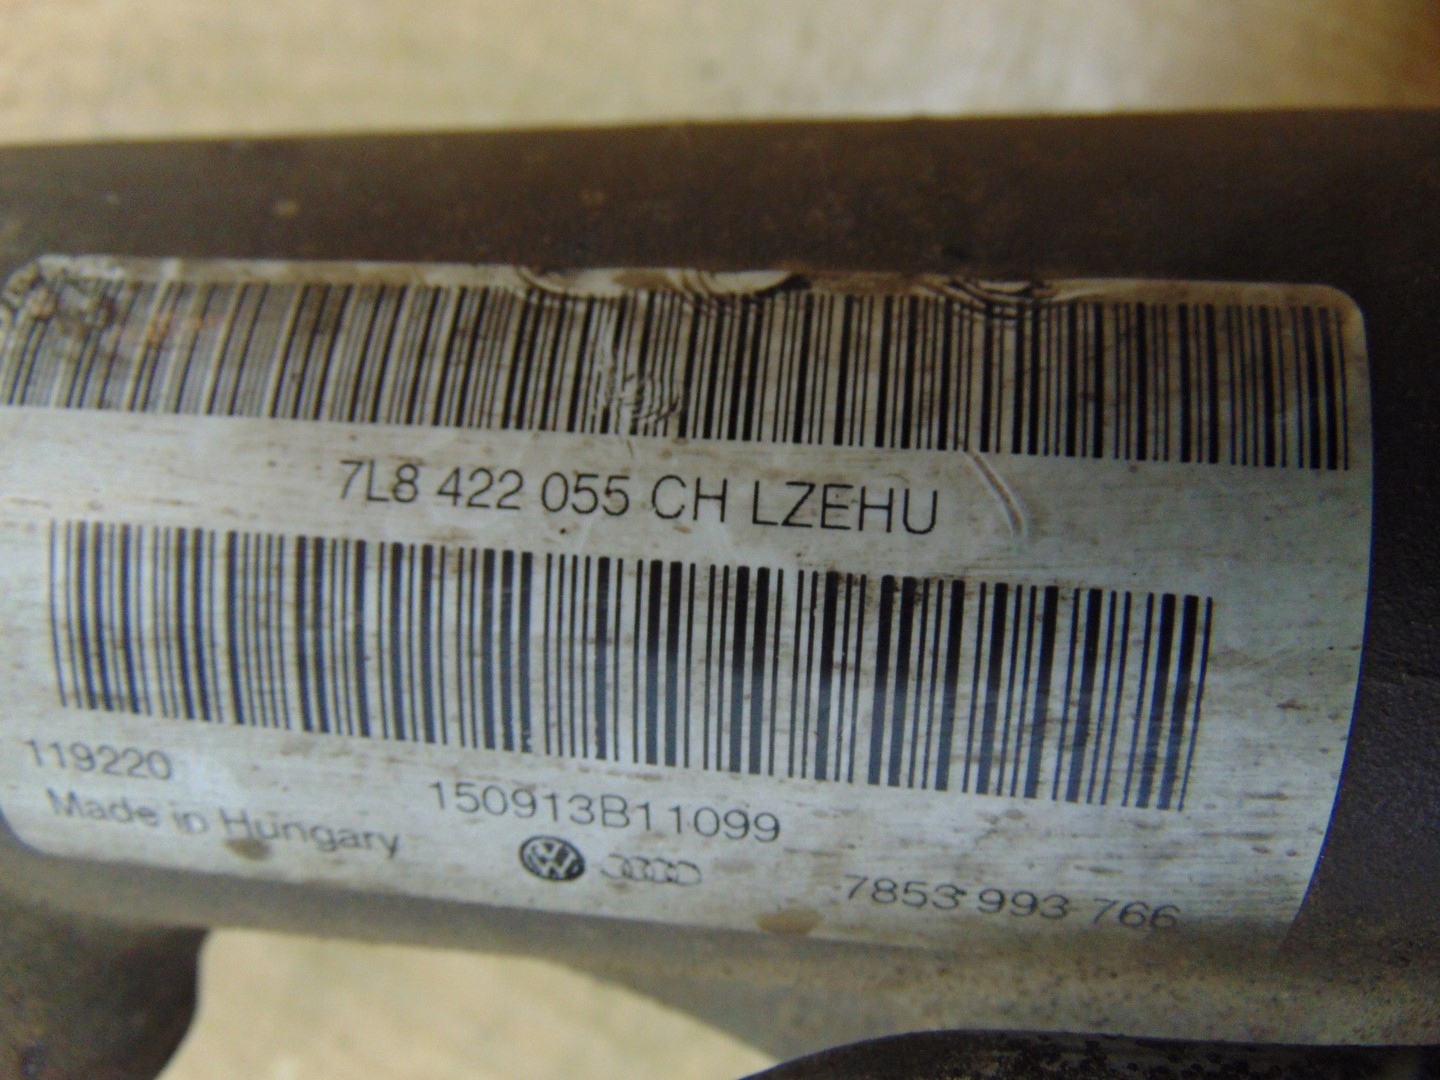 7L8 422 055 CH LZEHU
119220
150913B11099
Made in Hungary
7853 993 766